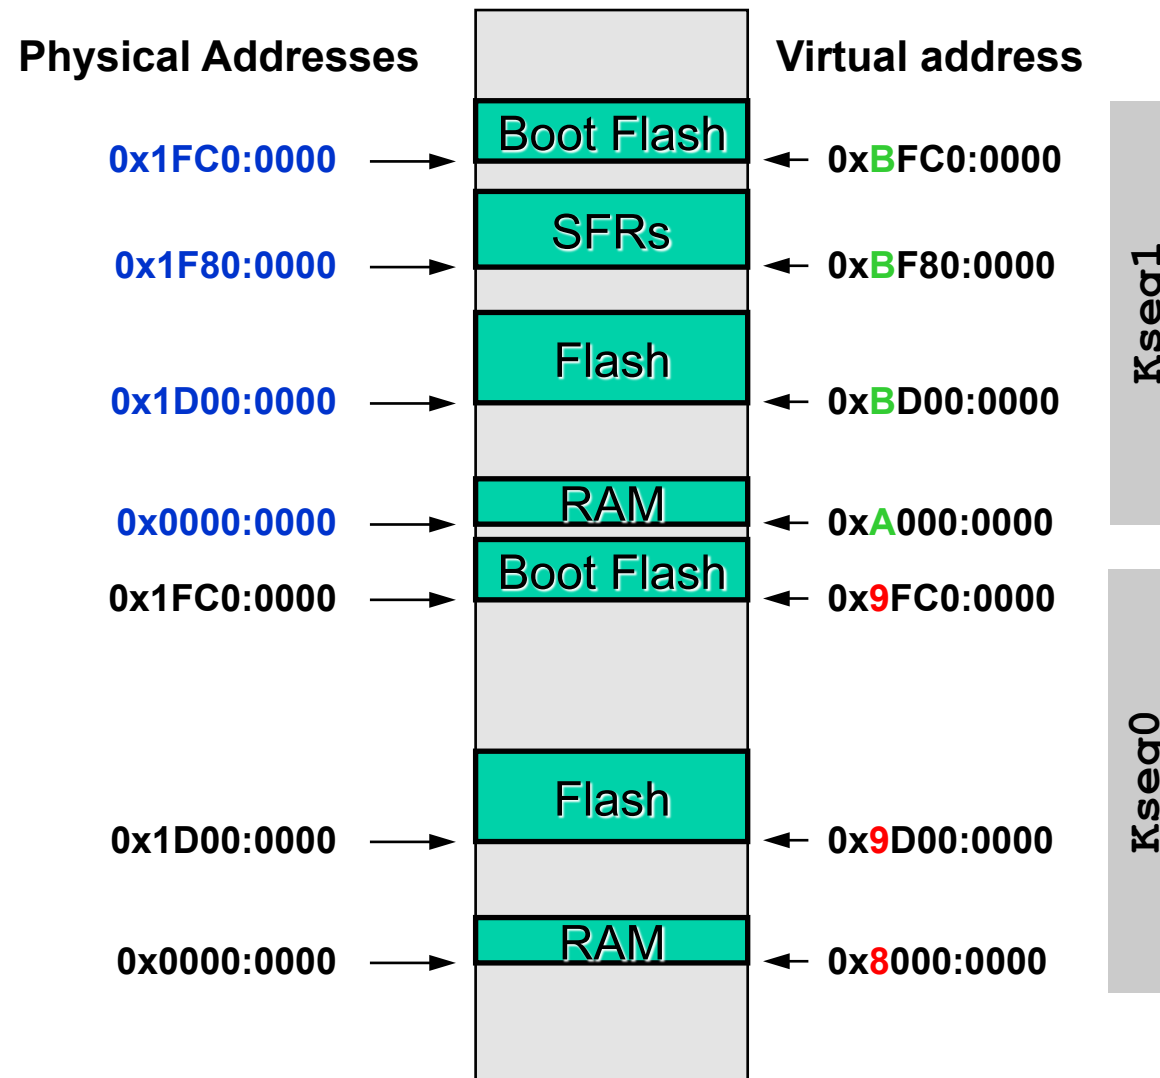 Physical Addresses
Virtual address
Boot Flash
0x1FC0:0000
0xBFC0:0000
SFRs
0x1F80:0000
0xBF80:0000
Flash
0x1D00:0000
0xBD00:0000
RAM
0x0000:0000
0xA000:0000
Kseg1
Boot Flash
0x1FC0:0000
0x9FC0:0000
Flash
0x1D00:0000
0x9D00:0000
RAM
0x0000:0000
0x8000:0000
Kseg0